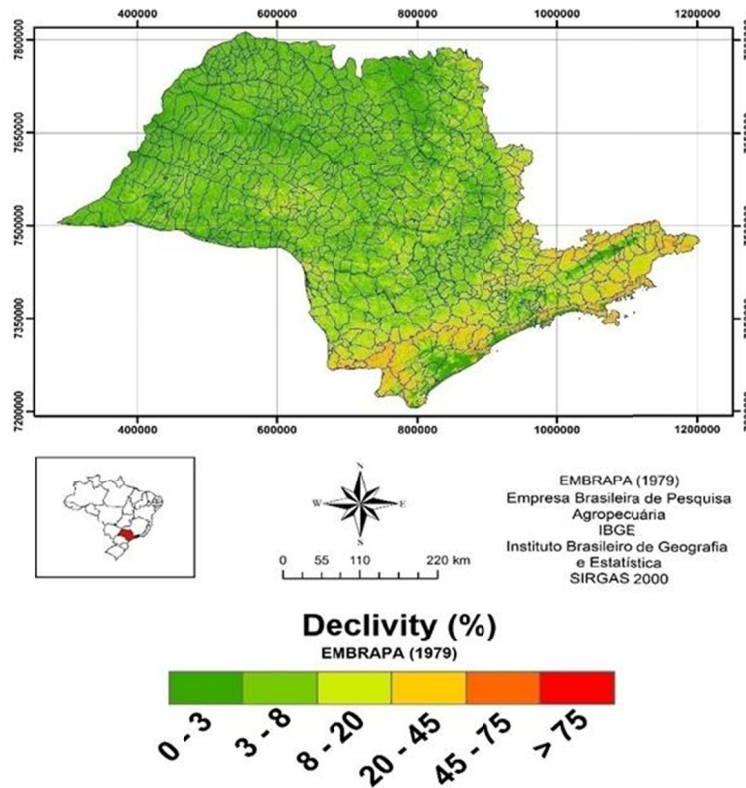 400000 600000 800000 1000000 1200000
7800000
7650000
7500000
7350000
7200000
400000 600000 800000 1000000 1200000
S
W E
S
0 55 110 220 km
EMBRAPA (1979)
Empresa Brasileira de Pesquisa
Agropecuária
IBGE
Instituto Brasileiro de Geografia
e Estatística
SIRGAS 2000
Declivity (%)
EMBRAPA (1979)
0 - 3
3 - 8
8 - 20
20 - 45
45 - 75
> 75